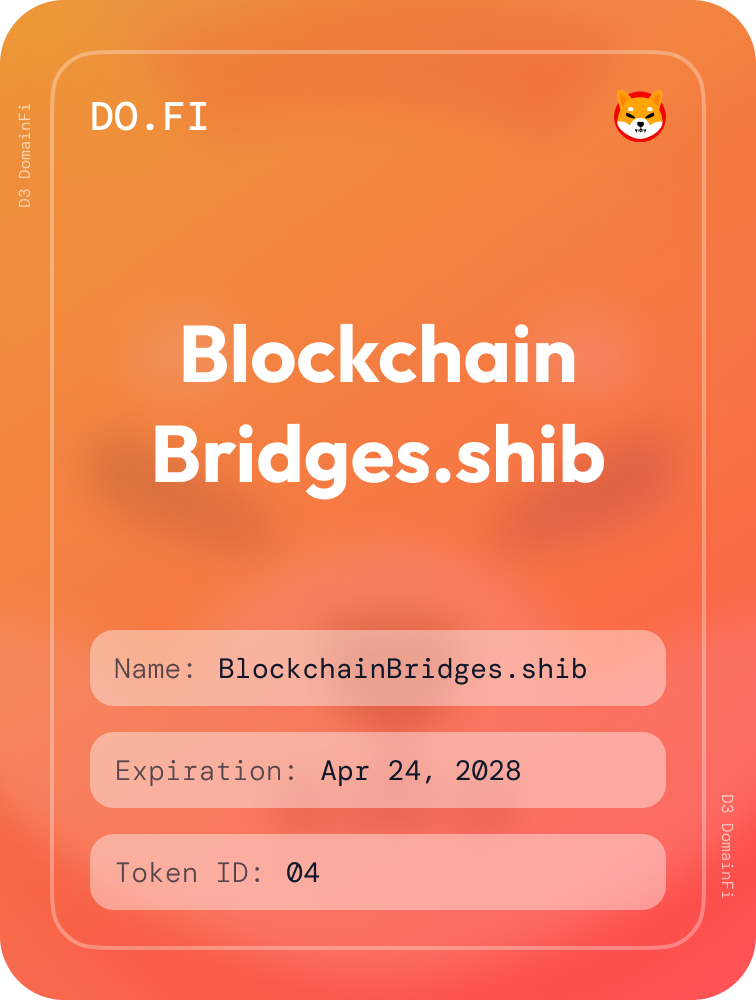 DO.FI
D3 DomainFi
Blockchain
Bridges.shib
Name: BlockchainBridges.shib
Expiration: Apr 24, 2028
Token ID: 04
D3 DomainFi